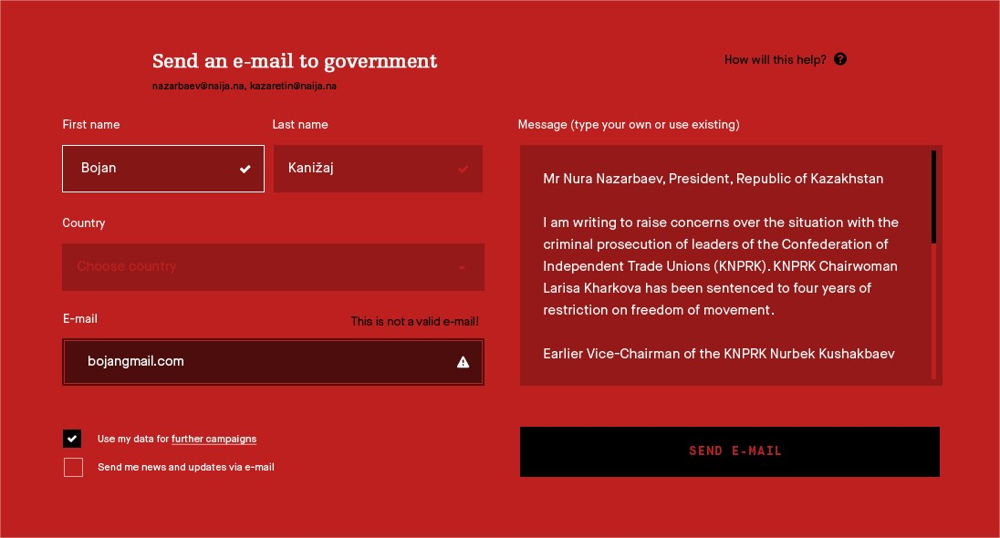 Send an e-mail to government
nazarbaev@naija.na, kazaretin@naija.na
How will this help? ?
First name
Last name
Bojan
Kanižaj
Country
Choose country
E-mail
This is not a valid e-mail!
bojangmail.com
Use my data for further campaigns
Send me news and updates via e-mail
Message (type your own or use existing)
Mr Nura Nazarbaev, President, Republic of Kazakhstan
I am writing to raise concerns over the situation with the
criminal prosecution of leaders of the Confederation of
Independent Trade Unions (KNPRK). KNPRK Chairwoman
Larisa Kharkova has been sentenced to four years of
restriction on freedom of movement.
Earlier Vice-Chairman of the KNPRK Nurbek Kushakbaev
SEND E-MAIL